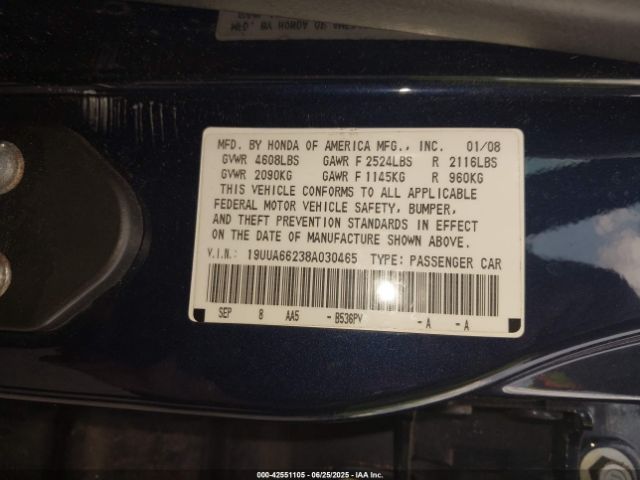 MFD. BY HONDA OF AMERICA MFG., INC. 01/08
GVWR 4608LBS GAWR F 2524LBS R 2116LBS
GVWR 2090KG GAWR F 1145KG R 960KG
THIS VEHICLE CONFORMS TO ALL APPLICABLE
FEDERAL MOTOR VEHICLE SAFETY, BUMPER,
AND THEFT PREVENTION STANDARDS IN EFFECT
ON THE DATE OF MANUFACTURE SHOWN ABOVE.
V.I.N.: 19UUA66238A030465 TYPE: PASSENGER CAR
SEP 8 AA5 - B536PV - A - A
000-42551105 | 06/25/2025 | IAA Inc.